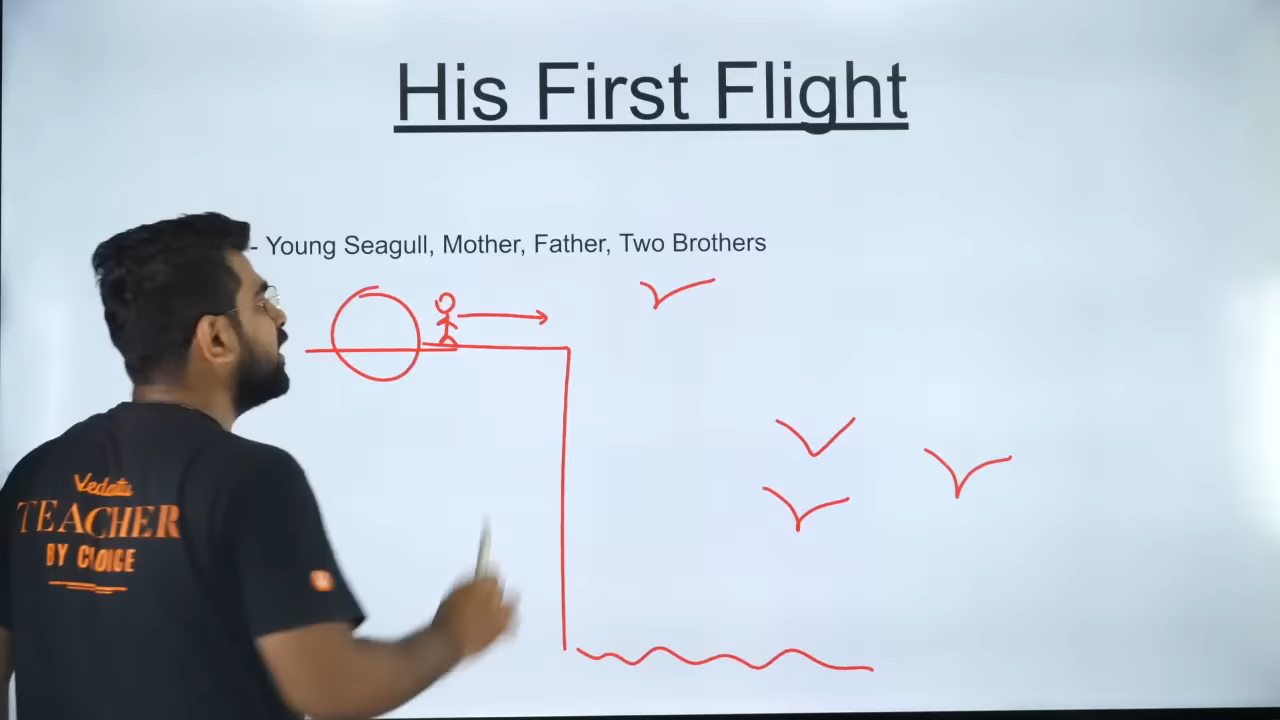 His First Flight
- Young Seagull, Mother, Father, Two Brothers
Vedantu
TEACHER
BY CHOICE